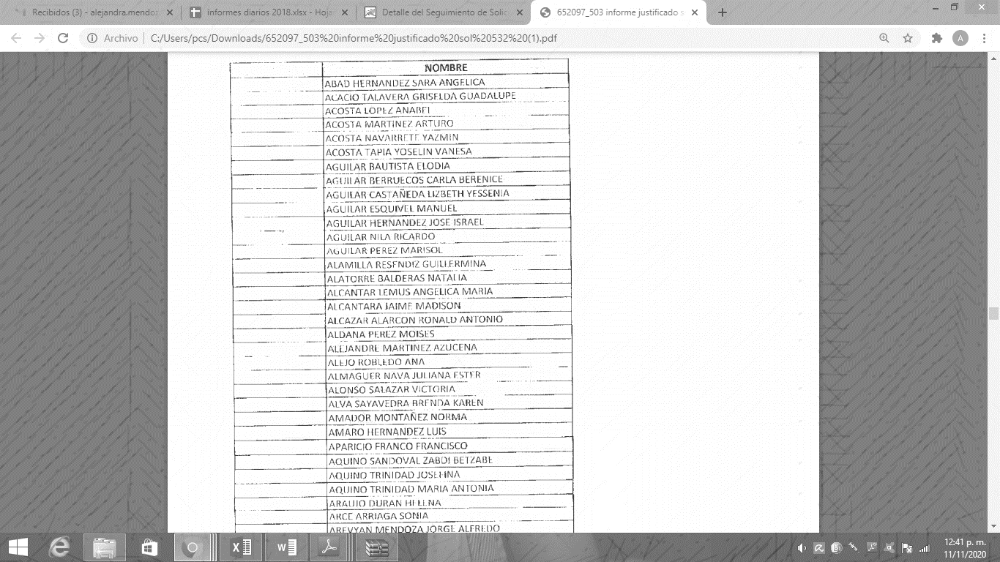 Recibidos (3) - alejandra.mendoz
informes diarios 2018.xlsx - Hoja
Detalle del Seguimiento de Solic
652097_503 informe justificado s
Archivo
C:/Users/pcs/Downloads/652097_503%20informe%20justificado%20sol%20532%20(1).pdf
A
NOMBRE
ABAD HERNANDEZ SARA ANGELICA
ACACIO TALAVERA GRISELDA GUADALUPE
ACOSTA LOPEZ ANABEL
ACOSTA MARTINEZ ARTURO
ACOSTA NAVARRETE YAZMIN
ACOSTA TAPIA YOSELIN VANESA
AGUILAR BAUTISTA ELODIA
AGUILAR BERRUECOS CARLA BERENICE
AGUILAR CASTAÑEDA LIZBETH YESSENIA
AGUILAR ESQUIVEL MANUEL
AGUILAR HERNANDEZ JOSE ISRAEL
AGUILAR NILA RICARDO
AGUILAR PEREZ MARISOL
ALAMILLA RESENDIZ GUILLERMINA
ALATORRE BALDERAS NATALIA
ALCANTAR LEMUS ANGELICA MARIA
ALCANTARA JAIME MADISON
ALCAZAR ALARCON RONALD ANTONIO
ALDANA PEREZ MOISES
ALEJANDRE MARTINEZ AZUCENA
ALEJO ROBLEDO ANA
ALMAGUER NAVA JULIANA ESTER
ALONSO SALAZAR VICTORIA
ALVA SAYAVEDRA BRENDA KAREN
AMADOR MONTAÑEZ NORMA
AMARO HERNANDEZ LUIS
APARICIO FRANCO FRANCISCO
AQUINO SANDOVAL ZABDI BETZABE
AQUINO TRINIDAD JOSEFINA
AQUINO TRINIDAD MARIA ANTONIA
ARAUJO DURAN HELENA
ARCE ARRIAGA SONIA
AREVYAN MENDOZA JORGE ALFREDO
12:41 p. m.
11/11/2020